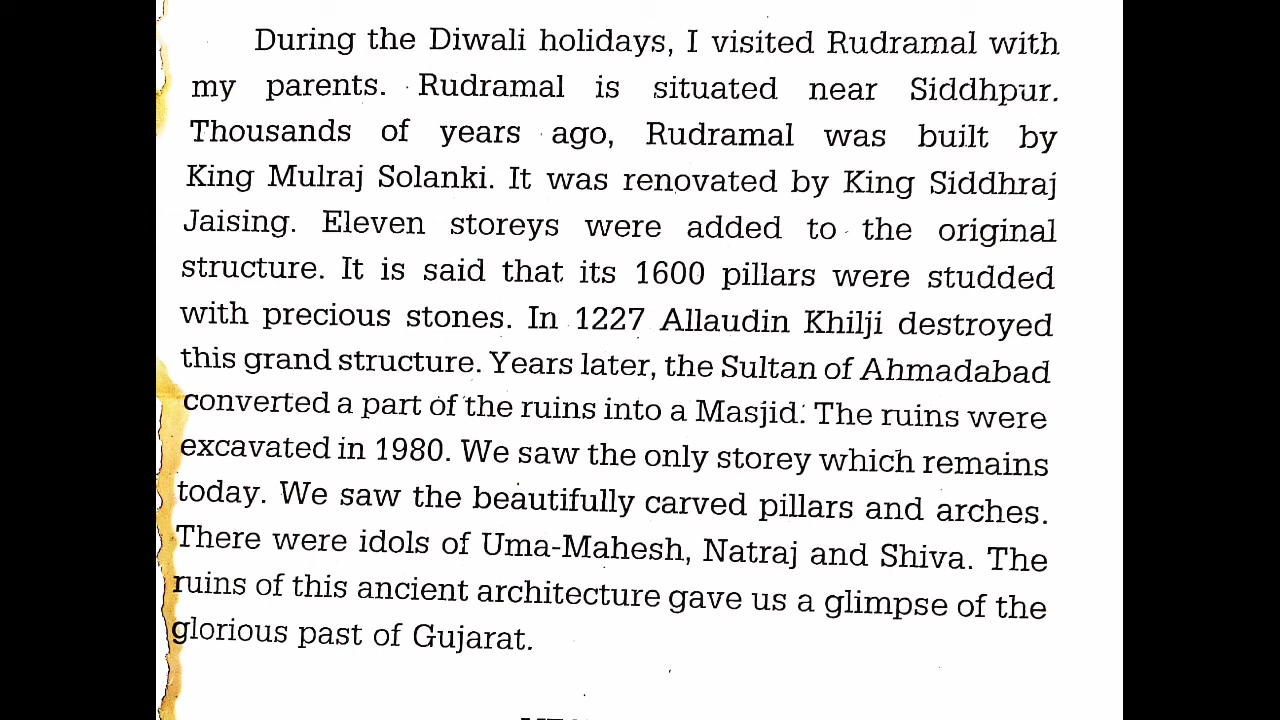 During the Diwali holidays, I visited Rudramal with
my parents. Rudramal is situated near Siddhpur.
Thousands of years ago, Rudramal was built by
King Mulraj Solanki. It was renovated by King Siddhraj
Jaising. Eleven storeys were added to the original
structure. It is said that its 1600 pillars were studded
with precious stones. In 1227 Allaudin Khilji destroyed
this grand structure. Years later, the Sultan of Ahmadabad
converted a part of the ruins into a Masjid. The ruins were
excavated in 1980. We saw the only storey which remains
today. We saw the beautifully carved pillars and arches.
There were idols of Uma-Mahesh, Natraj and Shiva. The
ruins of this ancient architecture gave us a glimpse of the
glorious past of Gujarat.